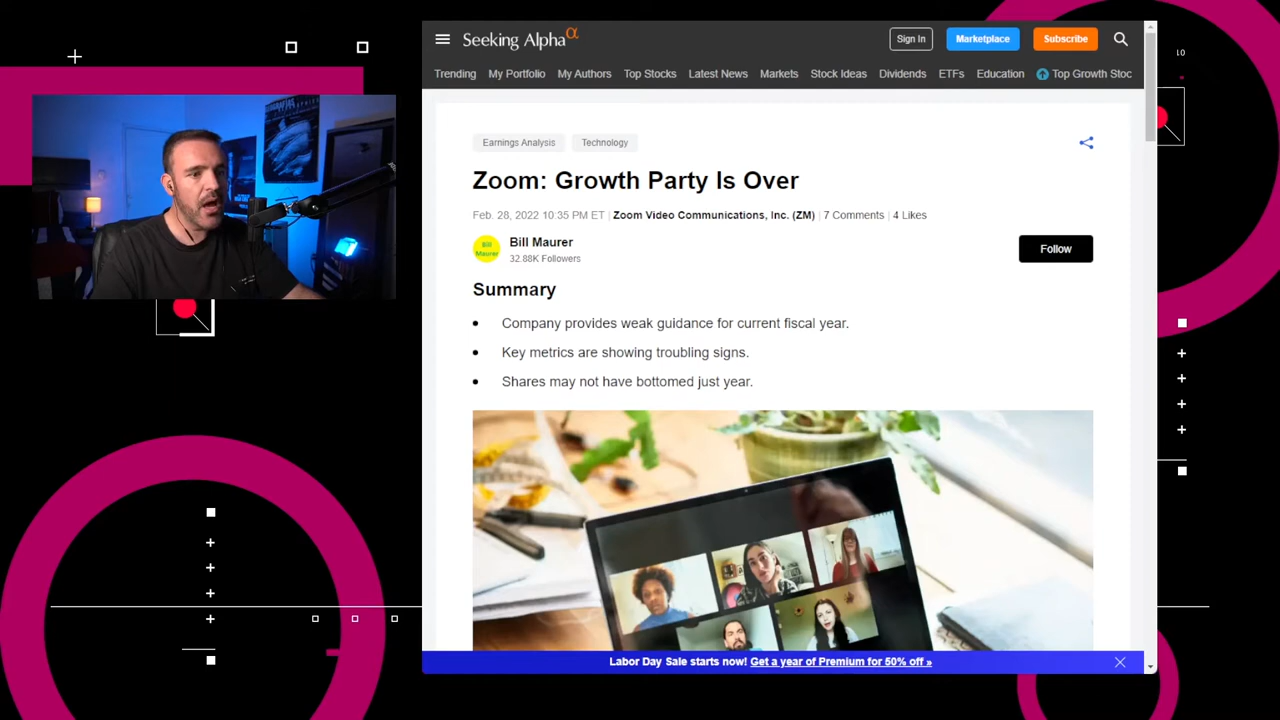 Seeking Alpha α
Sign In
Marketplace
Subscribe
Trending
My Portfolio
My Authors
Top Stocks
Latest News
Markets
Stock Ideas
Dividends
ETFs
Education
Top Growth Stoc
10
Earnings Analysis
Technology
Zoom: Growth Party Is Over
Feb. 28, 2022 10:35 PM ET | Zoom Video Communications, Inc. (ZM) | 7 Comments | 4 Likes
Bill
Maurer
Bill Maurer
32.88K Followers
Follow
Summary
Company provides weak guidance for current fiscal year.
Key metrics are showing troubling signs.
Shares may not have bottomed just year.
Labor Day Sale starts now! Get a year of Premium for 50% off »